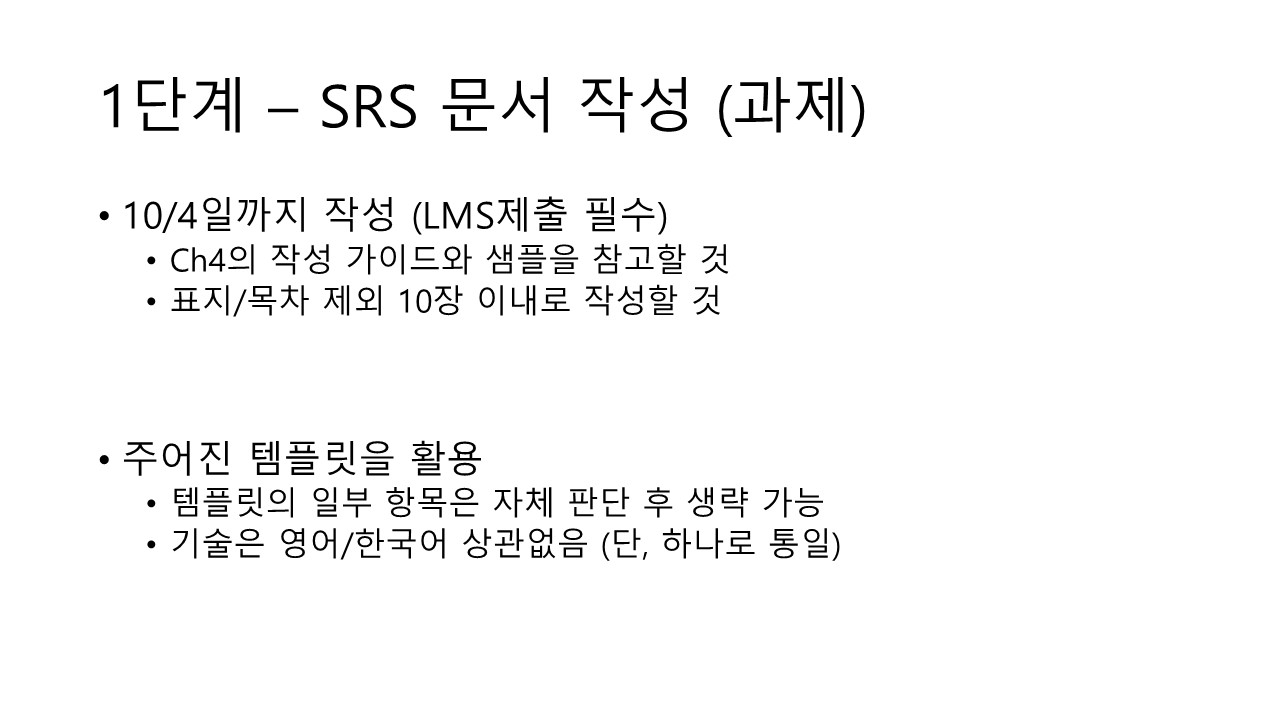 1단계 – SRS 문서 작성 (과제)
• 10/4일까지 작성 (LMS제출 필수)
• Ch4의 작성 가이드와 샘플을 참고할 것
• 표지/목차 제외 10장 이내로 작성할 것
• 주어진 템플릿을 활용
• 템플릿의 일부 항목은 자체 판단 후 생략 가능
• 기술은 영어/한국어 상관없음 (단, 하나로 통일)